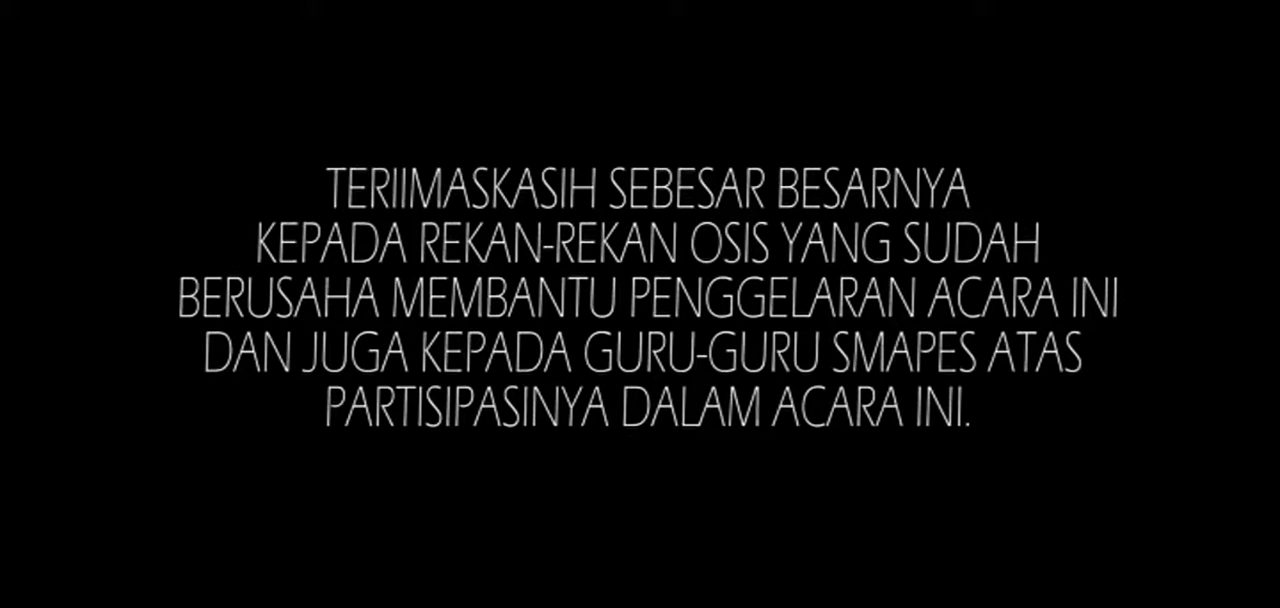 TERIIMASKASIH SEBESAR BESARNYA
KEPADA REKAN-REKAN OSIS YANG SUDAH
BERUSAHA MEMBANTU PENGGELARAN ACARA INI
DAN JUGA KEPADA GURU-GURU SMAPES ATAS
PARTISIPASINYA DALAM ACARA INI.